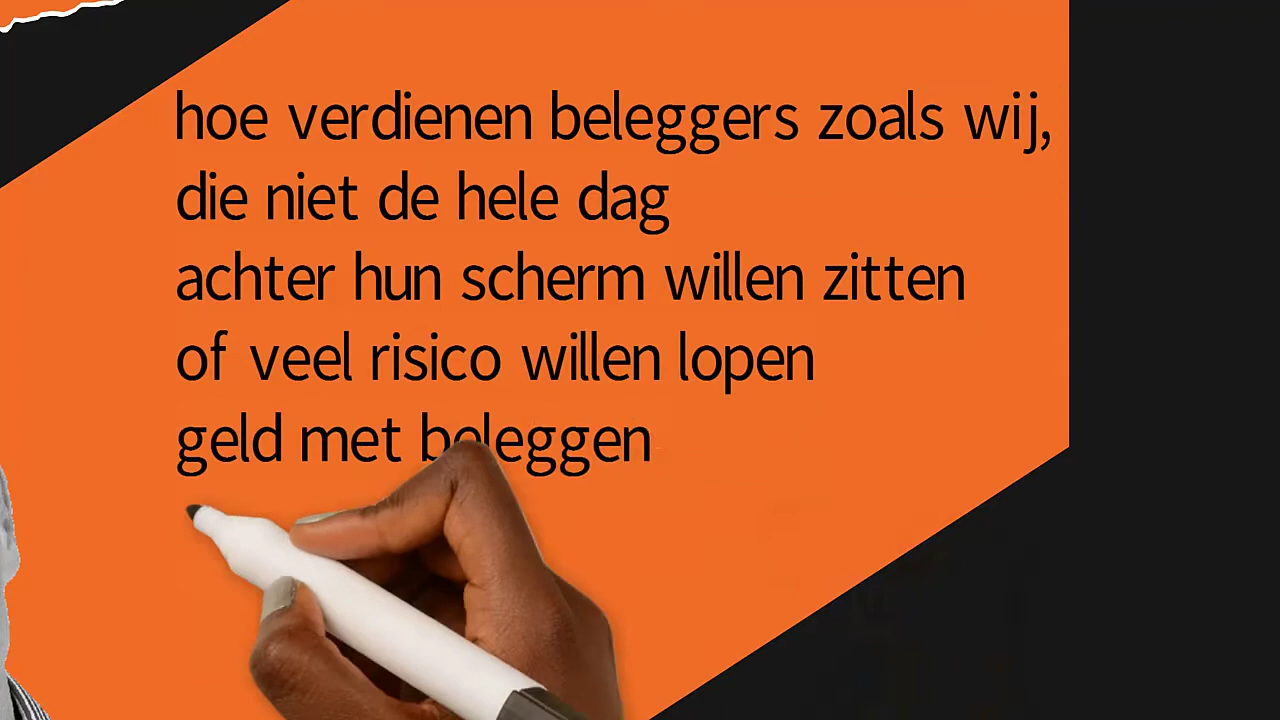 hoe verdienen beleggers zoals wij,
die niet de hele dag
achter hun scherm willen zitten
of veel risico willen lopen
geld met beleggen